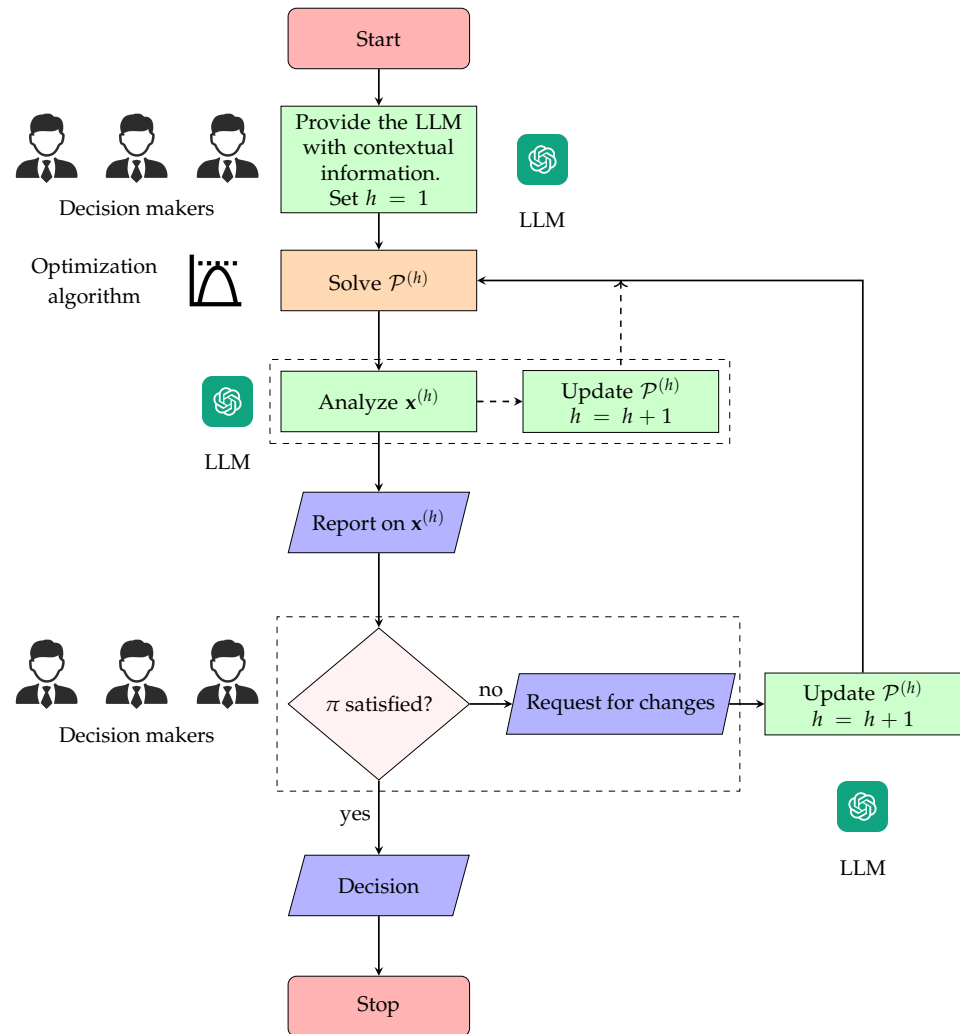 Start
Provide the LLM
with contextual
information.
Set h = 1
Decision makers
LLM
Optimization
algorithm
Solve 𝒫^(h)
Analyze 𝐱^(h)
Update 𝒫^(h)
h = h + 1
LLM
Report on 𝐱^(h)
Decision makers
π satisfied?
no
Request for changes
Update 𝒫^(h)
h = h + 1
yes
LLM
Decision
Stop